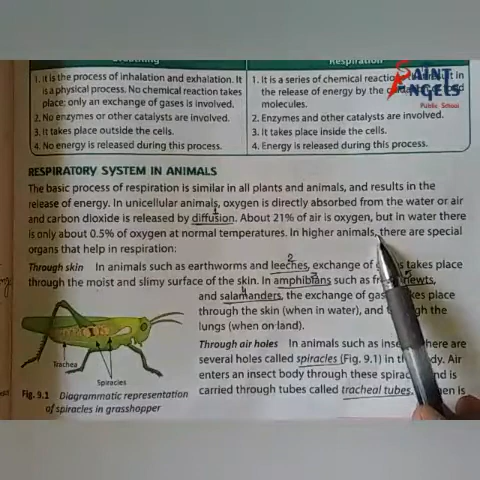 Breathing
Respiration
1. It is the process of inhalation and exhalation. It
is a physical process. No chemical reaction takes
place; only an exchange of gases is involved.
2. No enzymes or other catalysts are involved.
3. It takes place outside the cells.
4. No energy is released during this process.
1. It is a series of chemical in
the release of energy by the
molecules.
2. Enzymes and other catalysts are involved.
3. It takes place inside the cells.
4. Energy is released during this process.
SAINT
ANGELS
Public School
RESPIRATORY SYSTEM IN ANIMALS
The basic process of respiration is similar in all plants and animals, and results in the
release of energy. In unicellular animals, oxygen is directly absorbed from the water or air
1
and carbon dioxide is released by diffusion. About 21% of air is oxygen, but in water there
is only about 0.5% of oxygen at normal temperatures. In higher animals, there are special
organs that help in respiration:
2
Through skin In animals such as earthworms and leeches, exchange of takes place
3
through the moist and slimy surface of the skin. In amphibians such as newts,
4
and salamanders, the exchange of takes place
through the skin (when in water), and the
lungs (when on land).
Through air holes In animals such as there are
several holes called spiracles (Fig. 9.1) in Air
enters an insect body through these and is
carried through tubes called tracheal tubes. is
Trachea
Spiracles
Fig. 9.1 Diagrammatic representation
of spiracles in grasshopper